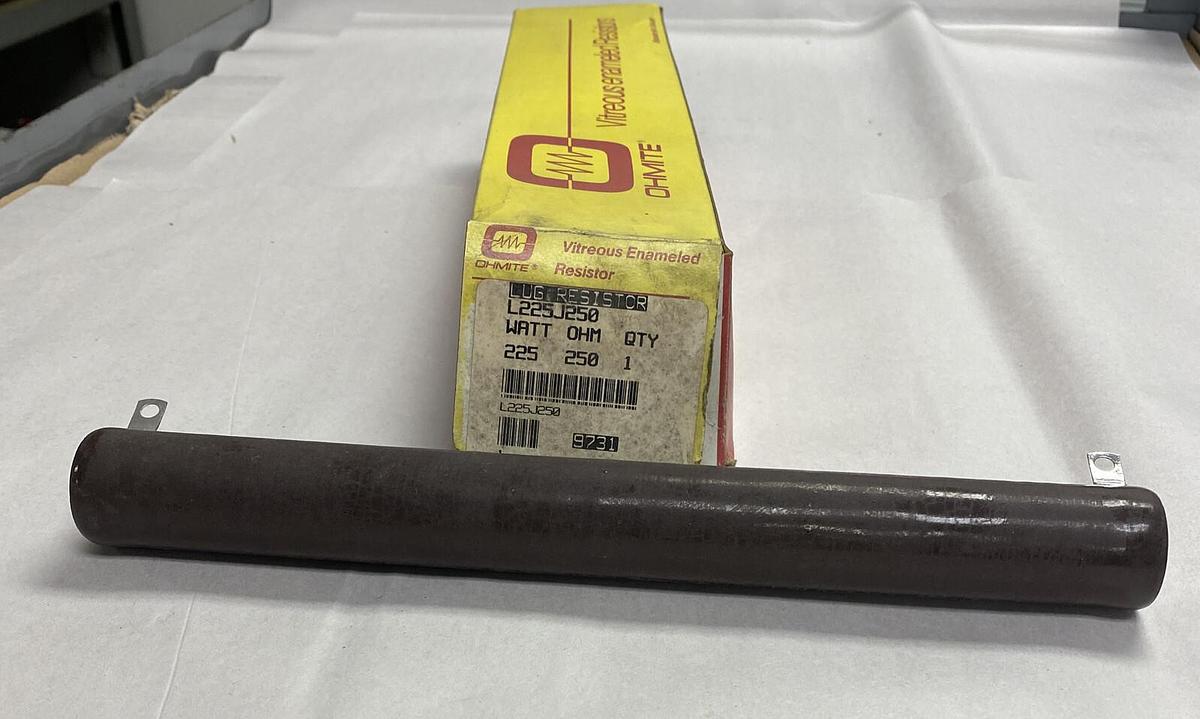 Vitreous enameled Resistors
OHMITE®
OHMITE®
Vitreous Enameled
Resistor
LUG RESISTOR
L225J250
WATT OHM QTY
225 250 1
L225J250
9731